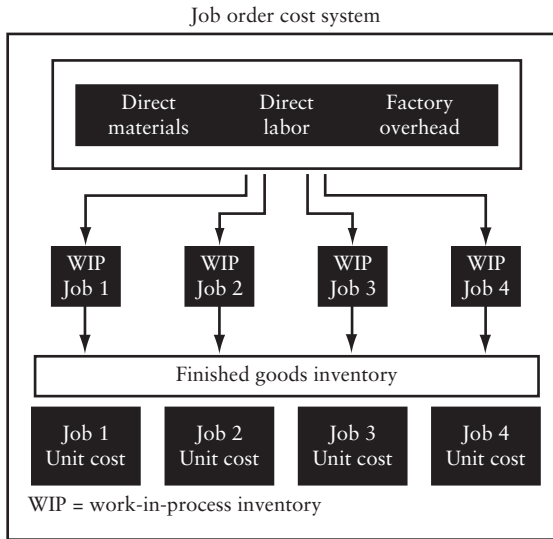 Job order cost system
Direct materials
Direct labor
Factory overhead
WIP
Job 1
WIP
Job 2
WIP
Job 3
WIP
Job 4
Finished goods inventory
Job 1
Unit cost
Job 2
Unit cost
Job 3
Unit cost
Job 4
Unit cost
WIP = work-in-process inventory